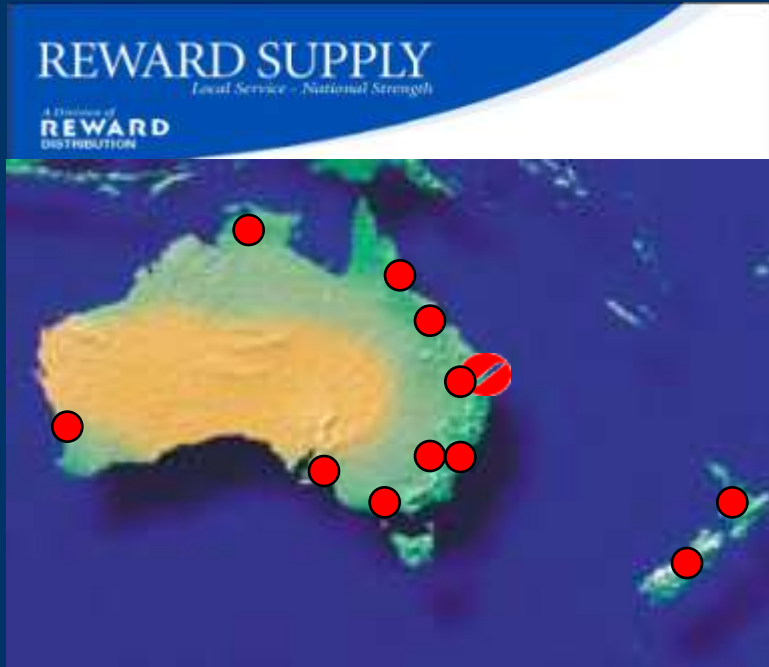 REWARD SUPPLY
Local Service - National Strength
A Division of
REWARD
DISTRIBUTION